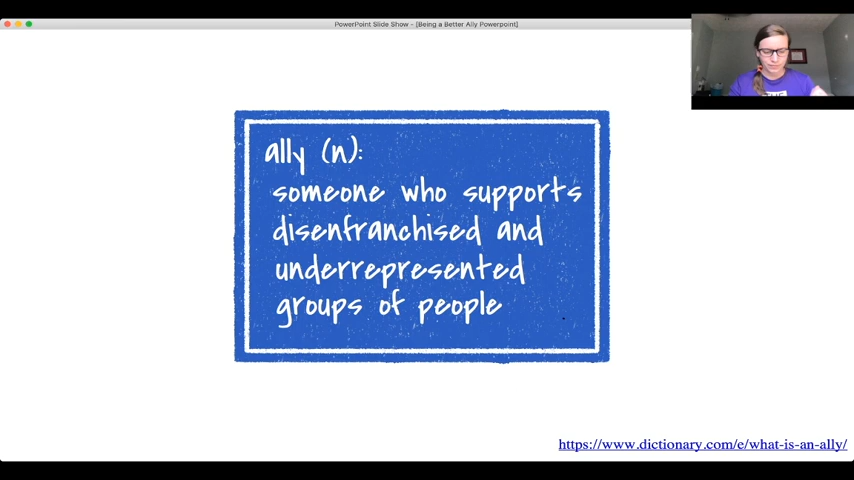 PowerPoint Slide Show - [Being a Better Ally Powerpoint]
ally (n):
someone who supports
disenfranchised and
underrepresented
groups of people
https://www.dictionary.com/e/what-is-an-ally/